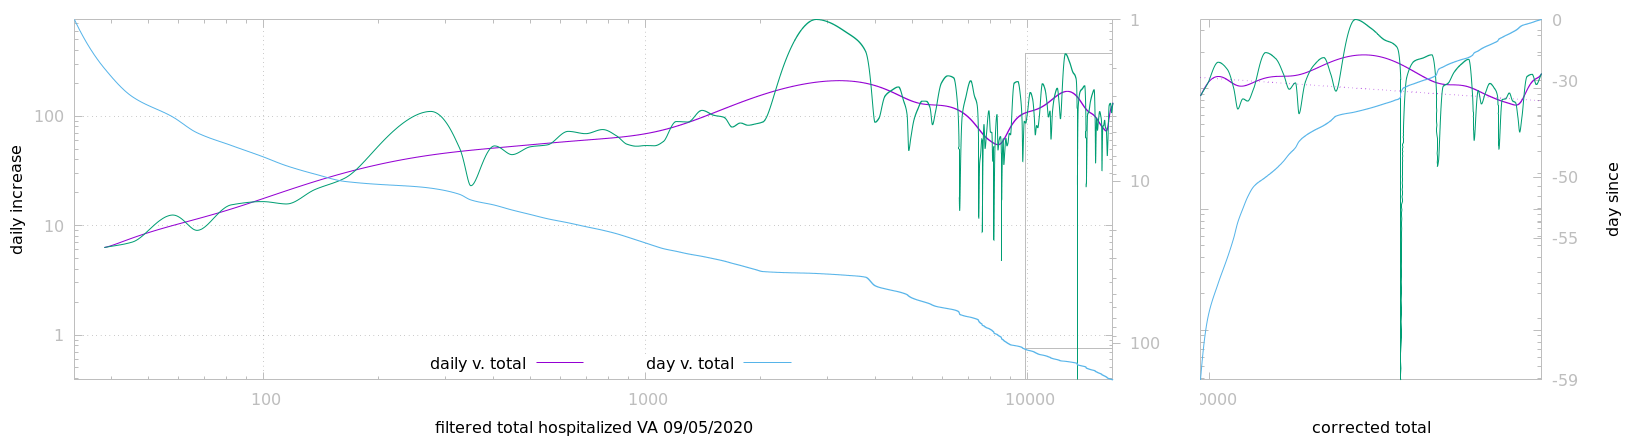 daily increase
100
10
1
daily v. total
day v. total
100
1000
10000
filtered total hospitalized VA 09/05/2020
1
10
100
0
-30
-50
-55
-59
day since
0000
corrected total